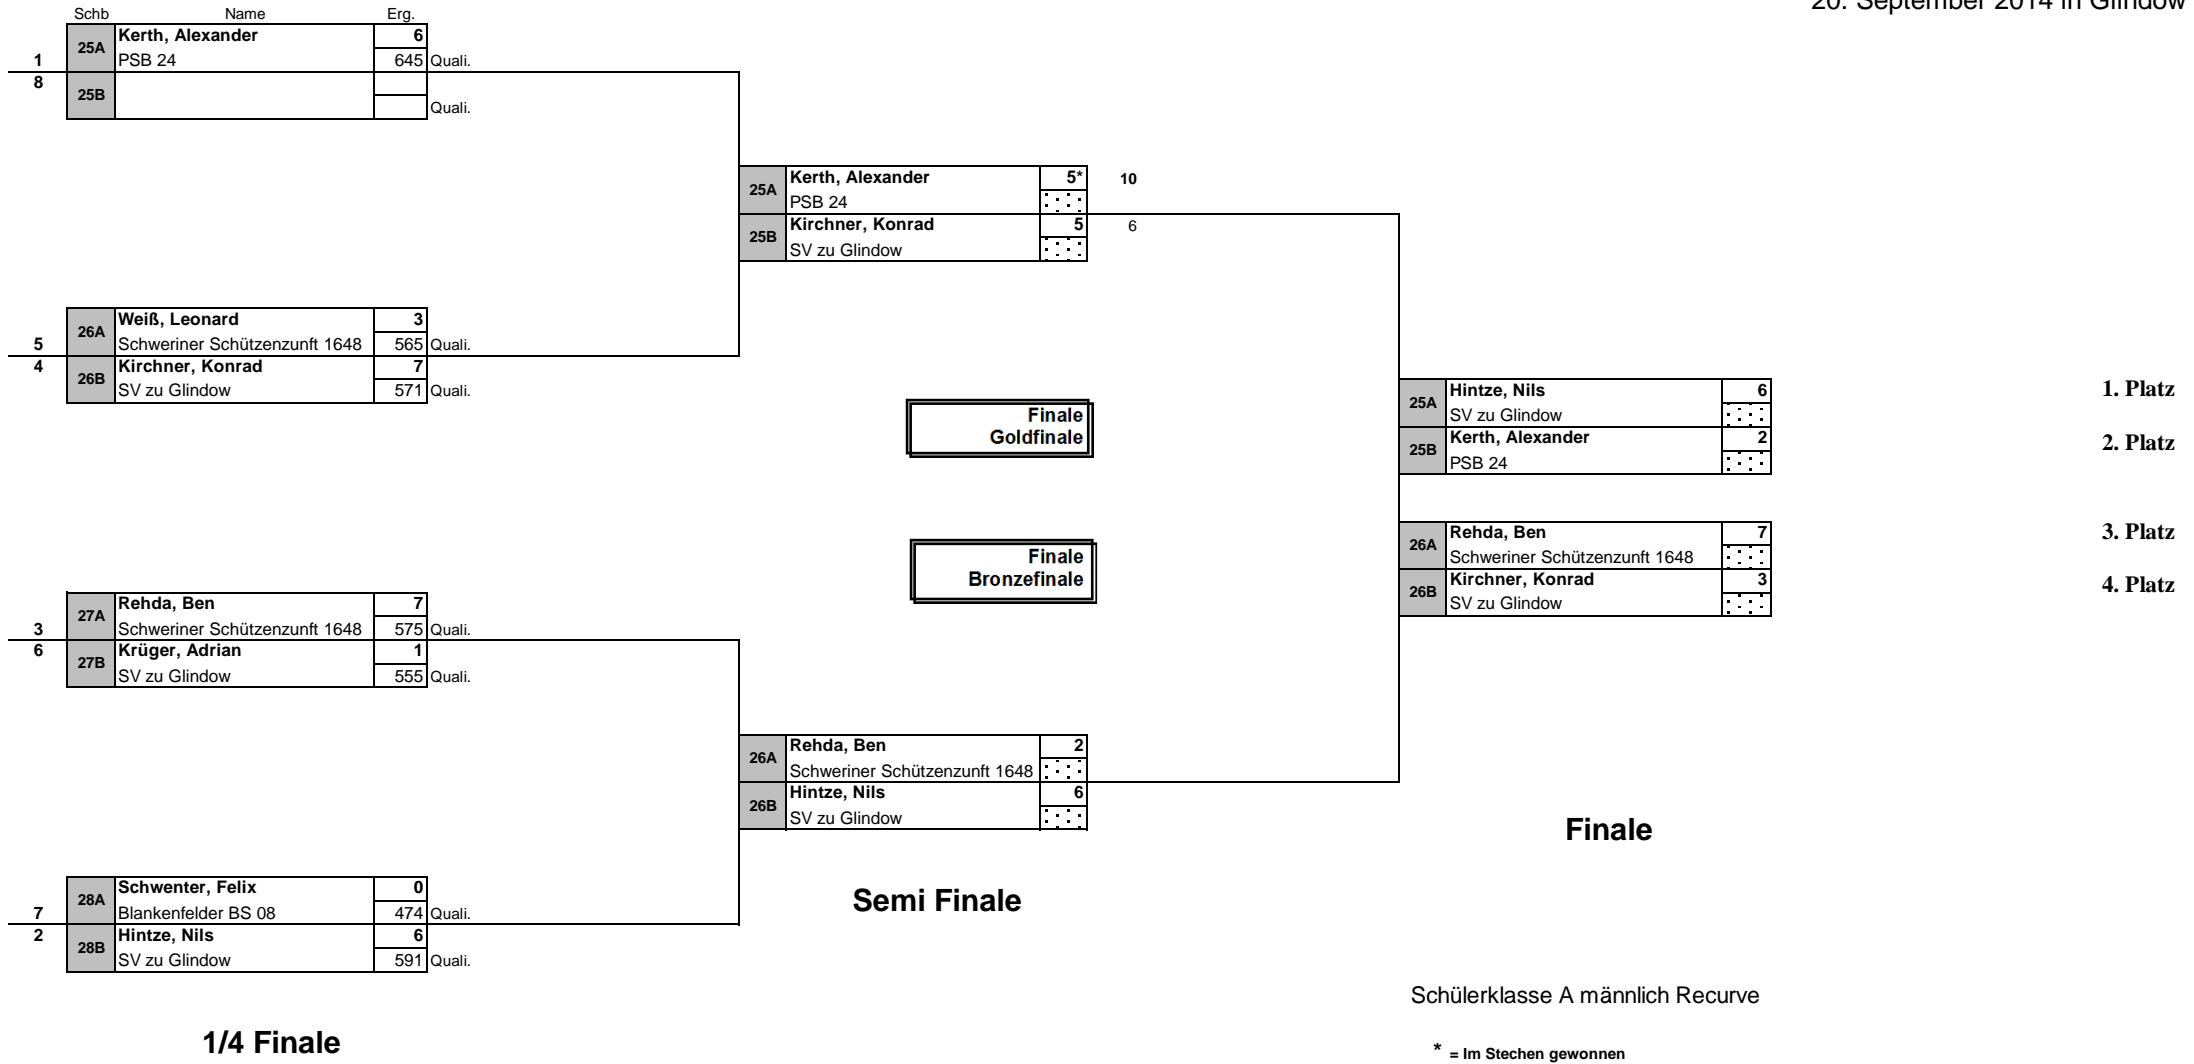 20. September 2014 in Glindow
Schb Name Erg.
25A Kerth, Alexander 6
1 PSB 24 645 Quali.
8 25B
Quali.
25A Kerth, Alexander 5* 10
PSB 24
25B Kirchner, Konrad 5 6
SV zu Glindow
26A Weiß, Leonard 3
5 Schweriner Schützenzunft 1648 565 Quali.
4 26B Kirchner, Konrad 7
SV zu Glindow 571 Quali.
Finale
Goldfinale
25A Hintze, Nils 6 1. Platz
SV zu Glindow
25B Kerth, Alexander 2 2. Platz
PSB 24
Finale
Bronzefinale
26A Rehda, Ben 7 3. Platz
Schweriner Schützenzunft 1648
26B Kirchner, Konrad 3 4. Platz
SV zu Glindow
27A Rehda, Ben 7
3 Schweriner Schützenzunft 1648 575 Quali.
6 27B Krüger, Adrian 1
SV zu Glindow 555 Quali.
26A Rehda, Ben 2
Schweriner Schützenzunft 1648
26B Hintze, Nils 6
SV zu Glindow
Finale
28A Schwenter, Felix 0
7 Blankenfelder BS 08 474 Quali.
2 28B Hintze, Nils 6
SV zu Glindow 591 Quali.
Semi Finale
Schülerklasse A männlich Recurve
1/4 Finale
* = Im Stechen gewonnen